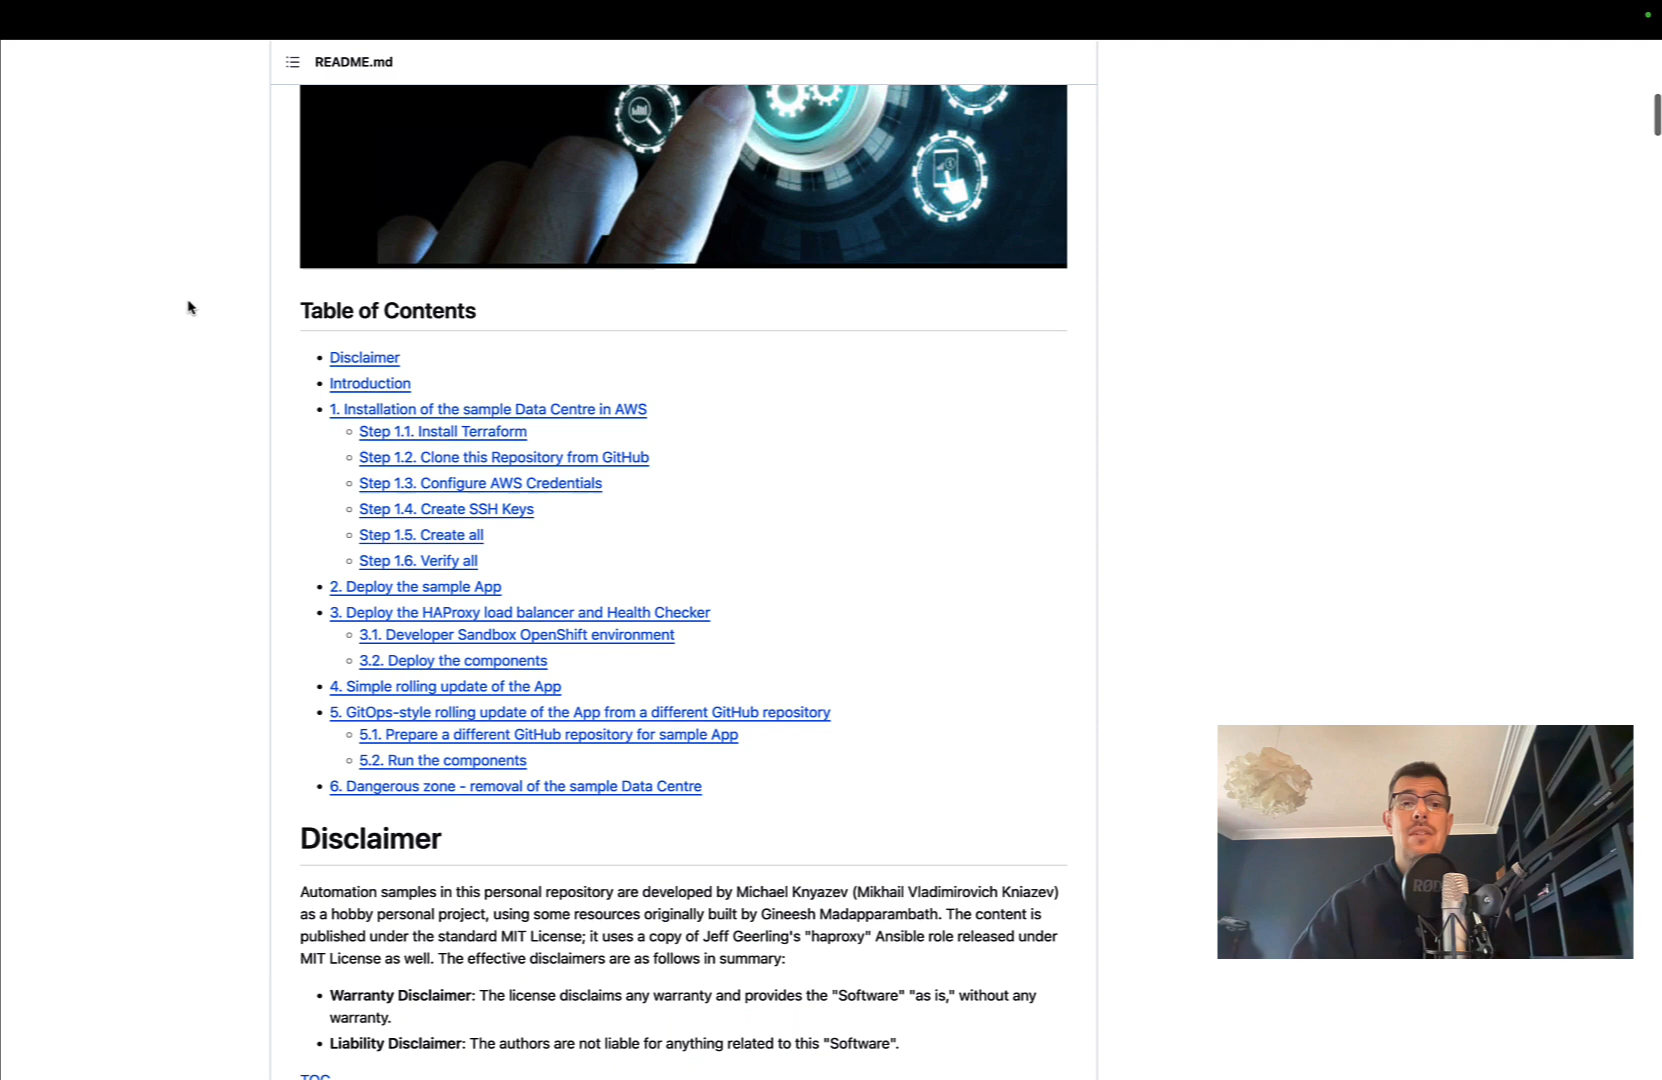 README.md
Table of Contents
Disclaimer
Introduction
1. Installation of the sample Data Centre in AWS
Step 1.1. Install Terraform
Step 1.2. Clone this Repository from GitHub
Step 1.3. Configure AWS Credentials
Step 1.4. Create SSH Keys
Step 1.5. Create all
Step 1.6. Verify all
2. Deploy the sample App
3. Deploy the HAProxy load balancer and Health Checker
3.1. Developer Sandbox OpenShift environment
3.2. Deploy the components
4. Simple rolling update of the App
5. GitOps-style rolling update of the App from a different GitHub repository
5.1. Prepare a different GitHub repository for sample App
5.2. Run the components
6. Dangerous zone - removal of the sample Data Centre
Disclaimer
Automation samples in this personal repository are developed by Michael Knyazev (Mikhail Vladimirovich Kniazev)
as a hobby personal project, using some resources originally built by Gineesh Madapparambath. The content is
published under the standard MIT License; it uses a copy of Jeff Geerling's "haproxy" Ansible role released under
MIT License as well. The effective disclaimers are as follows in summary:
Warranty Disclaimer: The license disclaims any warranty and provides the "Software" "as is," without any
warranty.
Liability Disclaimer: The authors are not liable for anything related to this "Software".
TOC
RØDE